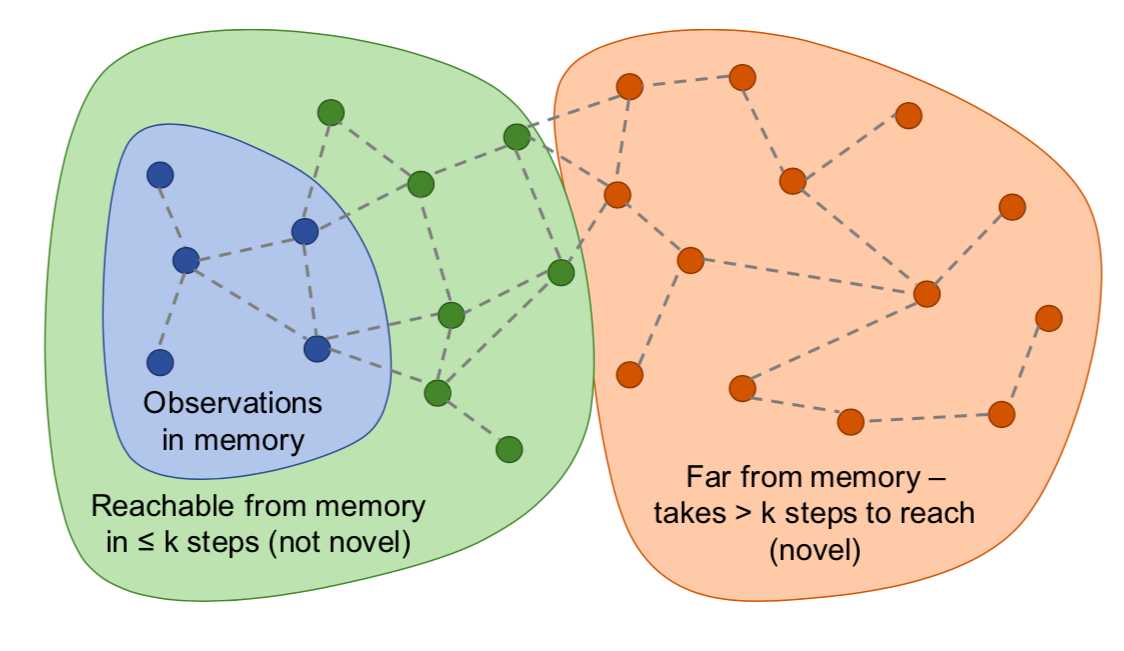 Observations
in memory
Reachable from memory
in ≤ k steps (not novel)
Far from memory –
takes > k steps to reach
(novel)